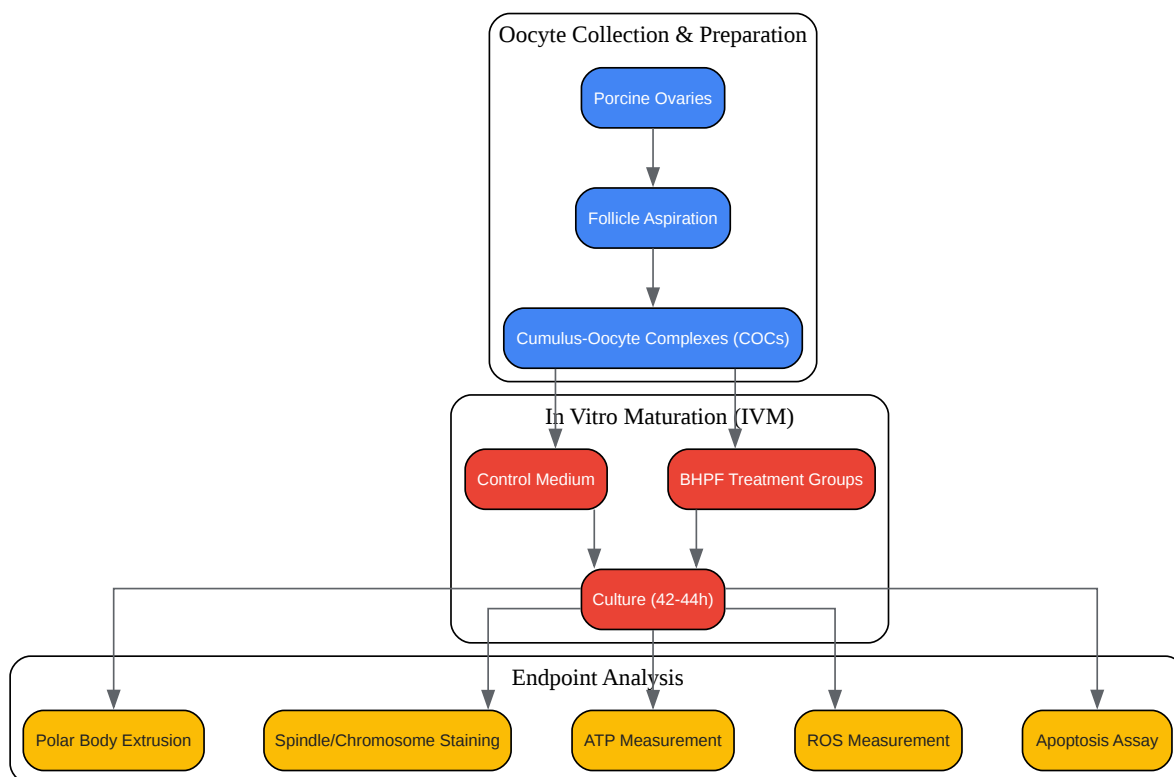 Oocyte Collection & Preparation
Porcine Ovaries
Follicle Aspiration
Cumulus-Oocyte Complexes (COCs)
In Vitro Maturation (IVM)
Control Medium
BHPF Treatment Groups
Culture (42-44h)
Endpoint Analysis
Polar Body Extrusion
Spindle/Chromosome Staining
ATP Measurement
ROS Measurement
Apoptosis Assay